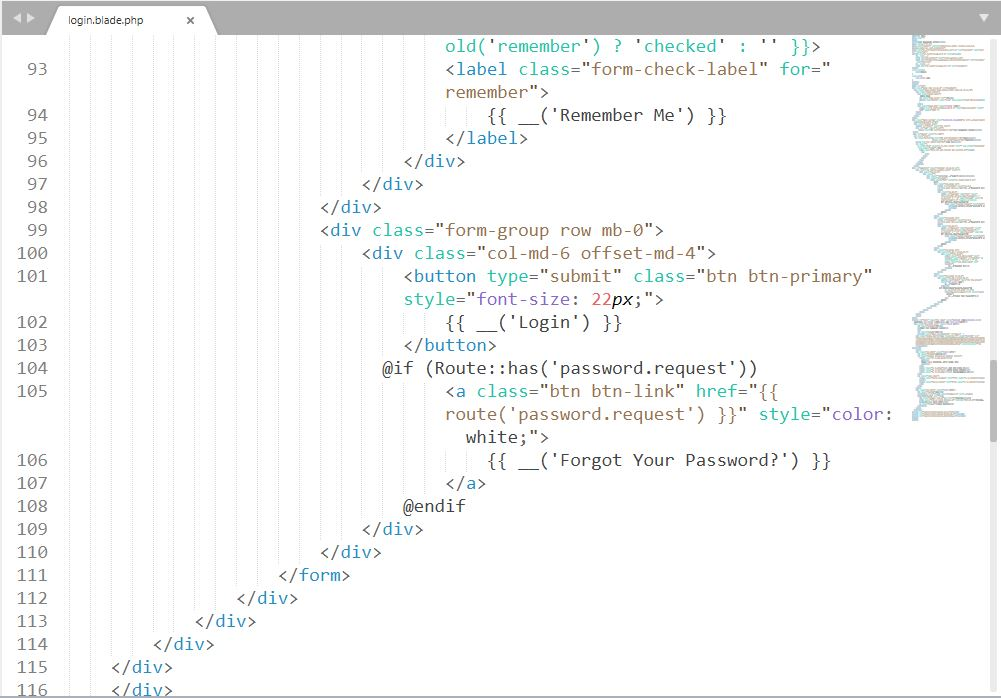 login.blade.php ×
old('remember') ? 'checked' : '' }}>
93 <label class="form-check-label" for="
remember">
94 {{ __('Remember Me') }}
95 </label>
96 </div>
97 </div>
98 </div>
99 <div class="form-group row mb-0">
100 <div class="col-md-6 offset-md-4">
101 <button type="submit" class="btn btn-primary"
style="font-size: 22px;">
102 {{ __('Login') }}
103 </button>
104 @if (Route::has('password.request'))
105 <a class="btn btn-link" href="{{
route('password.request') }}" style="color:
white;">
106 {{ __('Forgot Your Password?') }}
107 </a>
108 @endif
109 </div>
110 </div>
111 </form>
112 </div>
113 </div>
114 </div>
115 </div>
116 </div>